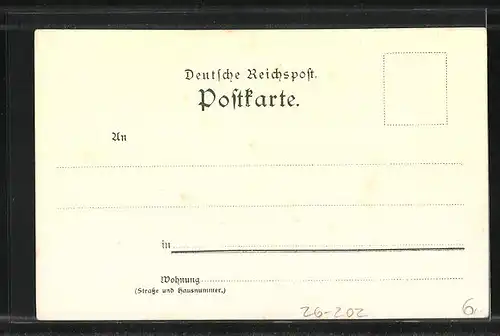 Deutsche Reichspost.
Postkarte.
An
in
Wohnung
(Straße und Hausnummer.)
26-202
6.